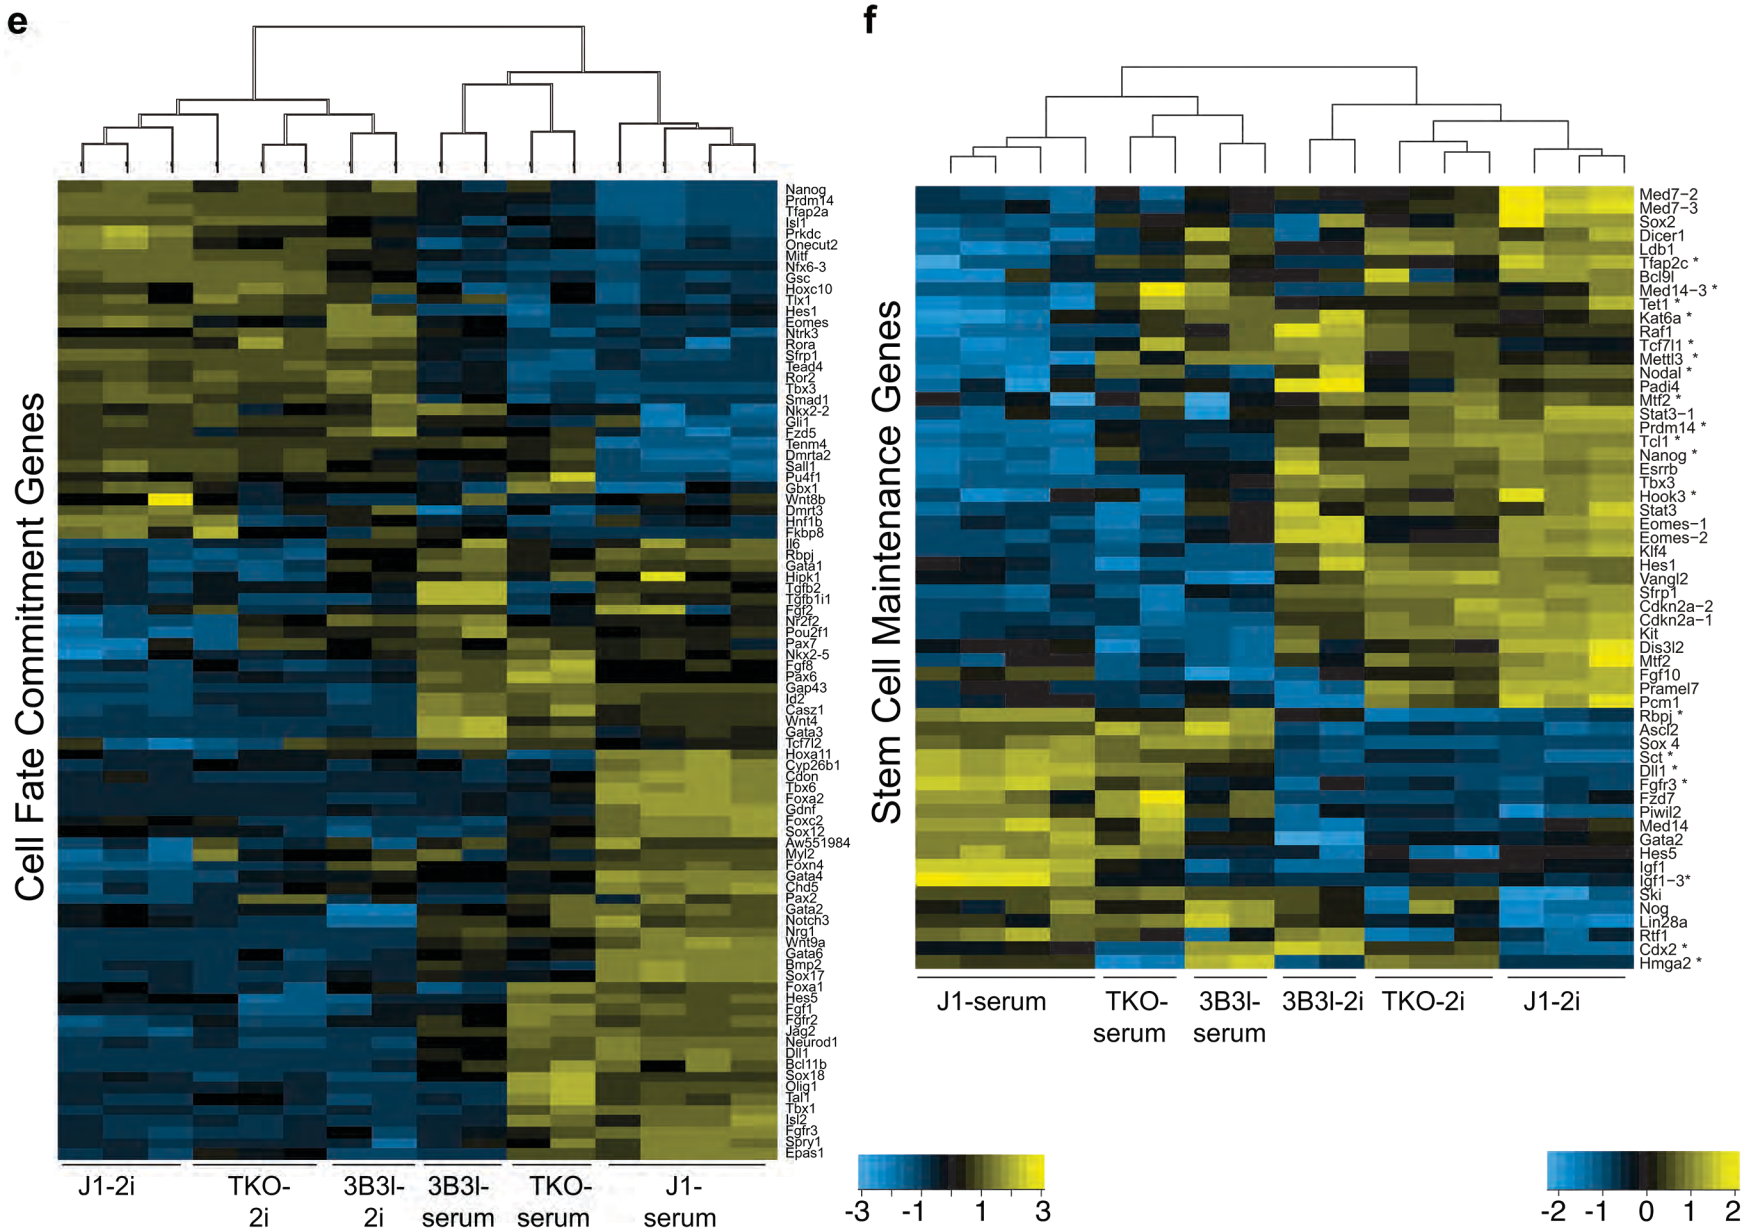 e
Cell Fate Commitment Genes
Nanog
Prdm14
Tfap2a
Isl1
Prkdc
Onecut2
Mitf
Nfx6-3
Gsc
Hoxc10
Tlx1
Hes1
Eomes
Ntrk3
Rora
Sfrp1
Tead4
Ror2
Tbx3
Smad1
Nkx2-2
Gli1
Fzd5
Tenm4
Dmrta2
Sall1
Pu4f1
Gbx1
Wnt8b
Dmrt3
Hnf1b
Fkbp8
Il6
Rbpj
Gata1
Hipk1
Tgfb2
Tgfb1i1
Fgf2
Nr2f2
Pou2f1
Pax7
Nkx2-5
Fgf8
Pax6
Gap43
Id2
Casz1
Wnt4
Gata3
Tcf7l2
Hoxa11
Cyp26b1
Cdon
Tbx6
Foxa2
Gdnf
Foxc2
Sox12
Aw551984
Myl2
Foxn4
Gata4
Chd5
Pax2
Gata2
Notch3
Nrg1
Wnt9a
Gata6
Bmp2
Sox17
Foxa1
Hes5
Fgf1
Fgfr2
Jag2
Neurod1
Dll1
Bcl11b
Sox18
Olig1
Tal1
Tbx1
Isl2
Fgfr3
Spry1
Epas1
J1-2i
TKO-
2i
3B3l-
2i
3B3l-
serum
TKO-
serum
J1-
serum
-3 -1 1 3
f
Stem Cell Maintenance Genes
Med7-2
Med7-3
Sox2
Dicer1
Ldb1
Tfap2c *
Bcl9l
Med14-3 *
Tet1 *
Kat6a *
Raf1
Tcf7l1 *
Mettl3 *
Nodal *
Padi4
Mtf2 *
Stat3-1
Prdm14 *
Tcl1 *
Nanog *
Esrrb
Tbx3
Hook3 *
Stat3
Eomes-1
Eomes-2
Klf4
Hes1
Vangl2
Sfrp1
Cdkn2a-2
Cdkn2a-1
Kit
Dis3l2
Mtf2
Fgf10
Pramel7
Pcm1
Rbpj *
Ascl2
Sox 4
Sct *
Dll1 *
Fgfr3 *
Fzd7
Piwil2
Med14
Gata2
Hes5
Igf1
Igf1-3*
Ski
Nog
Lin28a
Rtf1
Cdx2 *
Hmga2 *
J1-serum
TKO-
serum
3B3l-
serum
3B3l-2i
TKO-2i
J1-2i
-2 -1 0 1 2